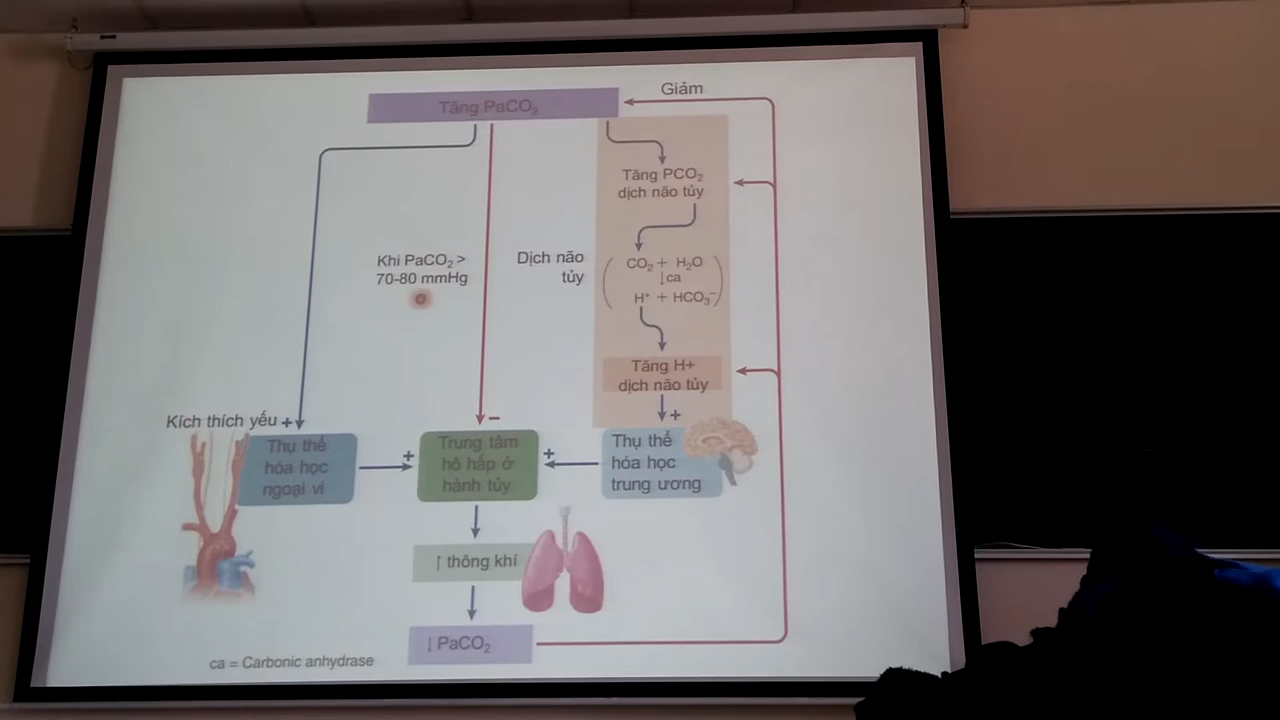 Giảm
Tăng PaCO₂
Tăng PCO₂
dịch não tủy
Khi PaCO₂ >
70-80 mmHg
Dịch não
tủy
CO₂ + H₂O
↓ca
H⁺ + HCO₃⁻
Tăng H+
dịch não tủy
+
Kích thích yếu +
−
Thụ thể
hóa học
ngoại vi
+
Trung tâm
hô hấp ở
hành tủy
+
Thụ thể
hóa học
trung ương
↑ thông khí
↓ PaCO₂
ca = Carbonic anhydrase